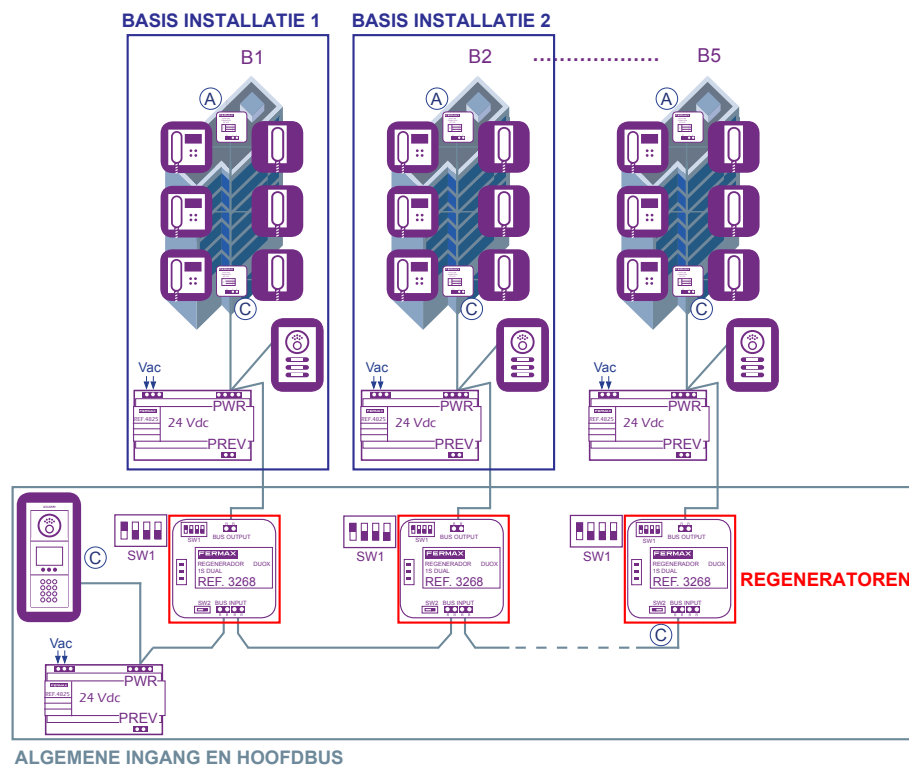 BASIS INSTALLATIE 1
BASIS INSTALLATIE 2
B1
B2 ..................... B5
A
A
A
C
C
C
Vac
Vac
Vac
PWR
FERMAX
REF.4825
24 Vdc
PREV
PWR
FERMAX
REF.4825
24 Vdc
PREV
PWR
FERMAX
REF.4825
24 Vdc
PREV
C
SW1
SW1
BUS OUTPUT
FERMAX
REGENERADOR DUOX
1S DUAL
REF. 3268
SW2 BUS INPUT
SW1
SW1
BUS OUTPUT
FERMAX
REGENERADOR DUOX
1S DUAL
REF. 3268
SW2 BUS INPUT
SW1
SW1
BUS OUTPUT
FERMAX
REGENERADOR DUOX
1S DUAL
REF. 3268
SW2 BUS INPUT
REGENERATOREN
C
Vac
PWR
FERMAX
REF.4825
24 Vdc
PREV
ALGEMENE INGANG EN HOOFDBUS